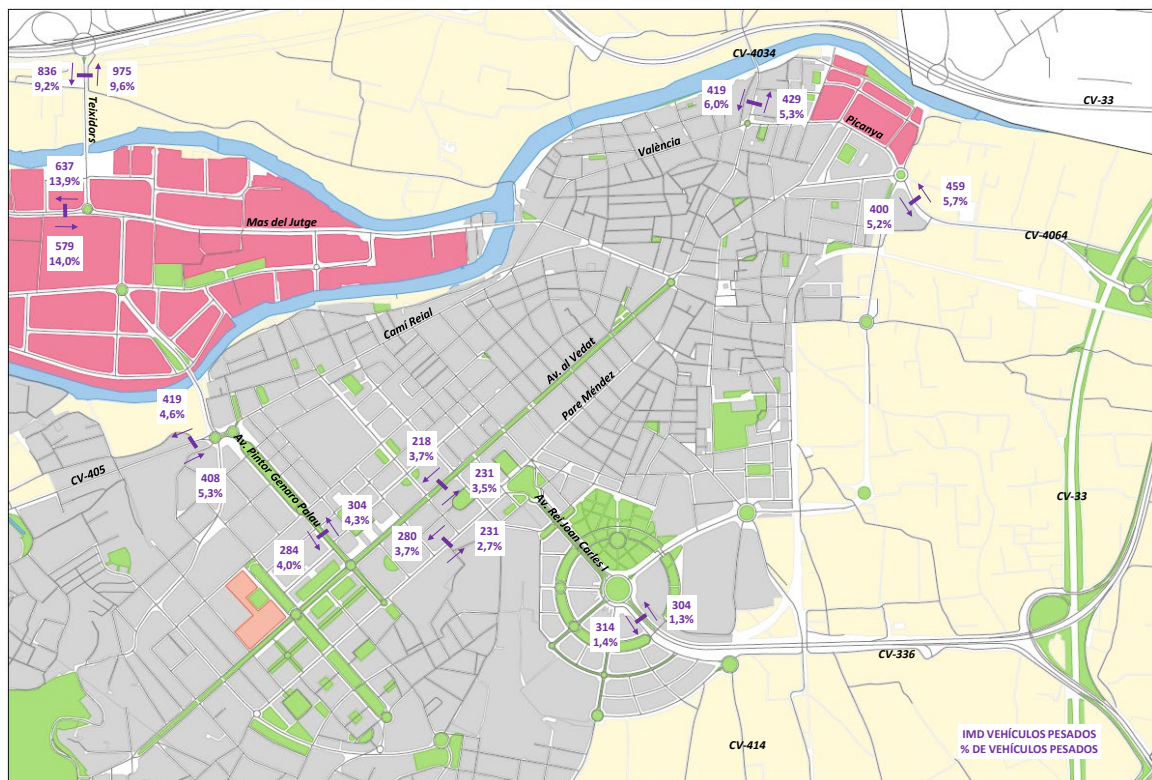 CV-4034
836
9,2%
975
9,6%
Teixidors
419
6,0%
429
5,3%
CV-33
Picanya
València
637
13,9%
459
5,7%
400
5,2%
Mas del Jutge
CV-4064
579
14,0%
Camí Reial
Av. al Vedat
Pare Méndez
419
4,6%
Av. Pintor Genaro Palau
218
3,7%
231
3,5%
CV-405
408
5,3%
Av. Rei Joan Carles I
CV-33
304
4,3%
284
4,0%
280
3,7%
231
2,7%
304
1,3%
314
1,4%
CV-336
CV-414
IMD VEHÍCULOS PESADOS
% DE VEHÍCULOS PESADOS